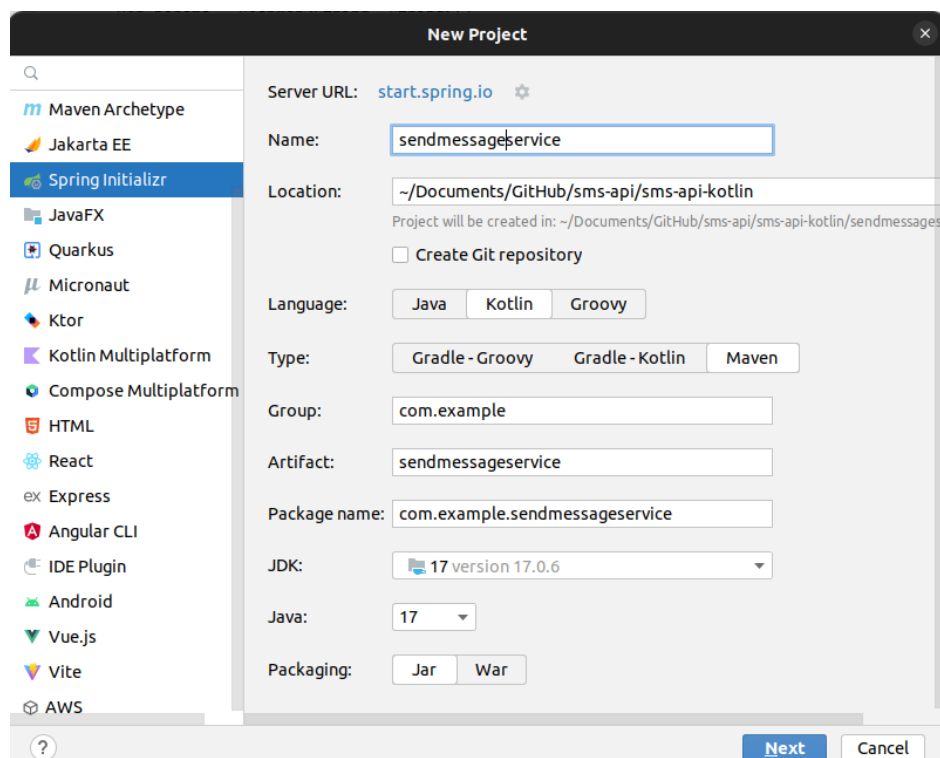 New Project
Server URL: start.spring.io
Name: sendmessageservice
Location: ~/Documents/GitHub/sms-api/sms-api-kotlin
Project will be created in: ~/Documents/GitHub/sms-api/sms-api-kotlin/sendmessages
Create Git repository
Language: Java Kotlin Groovy
Type: Gradle - Groovy Gradle - Kotlin Maven
Group: com.example
Artifact: sendmessageservice
Package name: com.example.sendmessageservice
JDK: 17 version 17.0.6
Java: 17
Packaging: Jar War
Maven Archetype
Jakarta EE
Spring Initializr
JavaFX
Quarkus
Micronaut
Ktor
Kotlin Multiplatform
Compose Multiplatform
HTML
React
ex Express
Angular CLI
IDE Plugin
Android
Vue.js
Vite
AWS
? Next Cancel